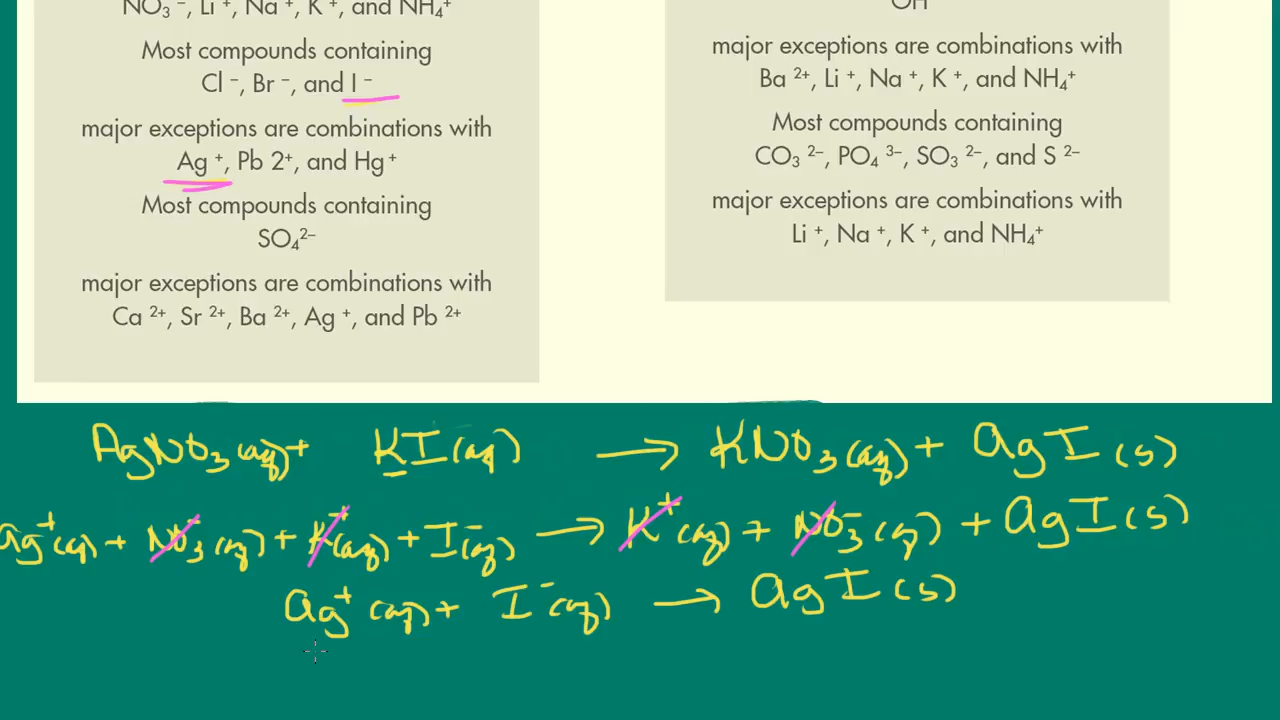 NO₃ ⁻, Li ⁺, Na ⁺, K ⁺, and NH₄⁺
Most compounds containing
Cl ⁻, Br ⁻, and I ⁻
major exceptions are combinations with
Ag ⁺, Pb 2⁺, and Hg ⁺
Most compounds containing
SO₄²⁻
major exceptions are combinations with
Ca ²⁺, Sr ²⁺, Ba ²⁺, Ag ⁺, and Pb ²⁺
OH
major exceptions are combinations with
Ba ²⁺, Li ⁺, Na ⁺, K ⁺, and NH₄⁺
Most compounds containing
CO₃ ²⁻, PO₄ ³⁻, SO₃ ²⁻, and S ²⁻
major exceptions are combinations with
Li ⁺, Na ⁺, K ⁺, and NH₄⁺
AgNO₃(aq) + KI(aq) → KNO₃(aq) + AgI(s)
Ag⁺(aq) + NO₃⁻(aq) + K⁺(aq) + I⁻(aq) → K⁺(aq) + NO₃⁻(aq) + AgI(s)
Ag⁺(aq) + I⁻(aq) → AgI(s)